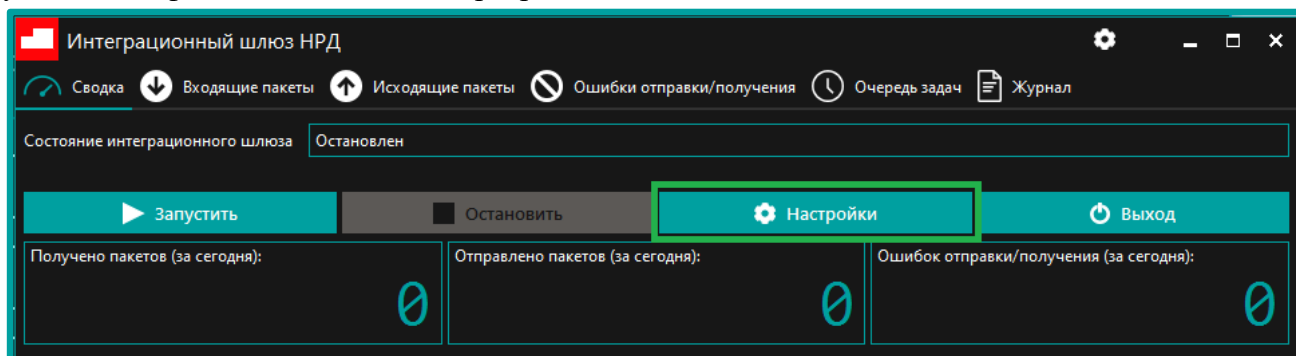 Интеграционный шлюз НРД
Сводка Входящие пакеты Исходящие пакеты Ошибки отправки/получения Очередь задач Журнал
Состояние интеграционного шлюза Остановлен
Запустить Остановить Настройки Выход
Получено пакетов (за сегодня): Отправлено пакетов (за сегодня): Ошибок отправки/получения (за сегодня):
0 0 0